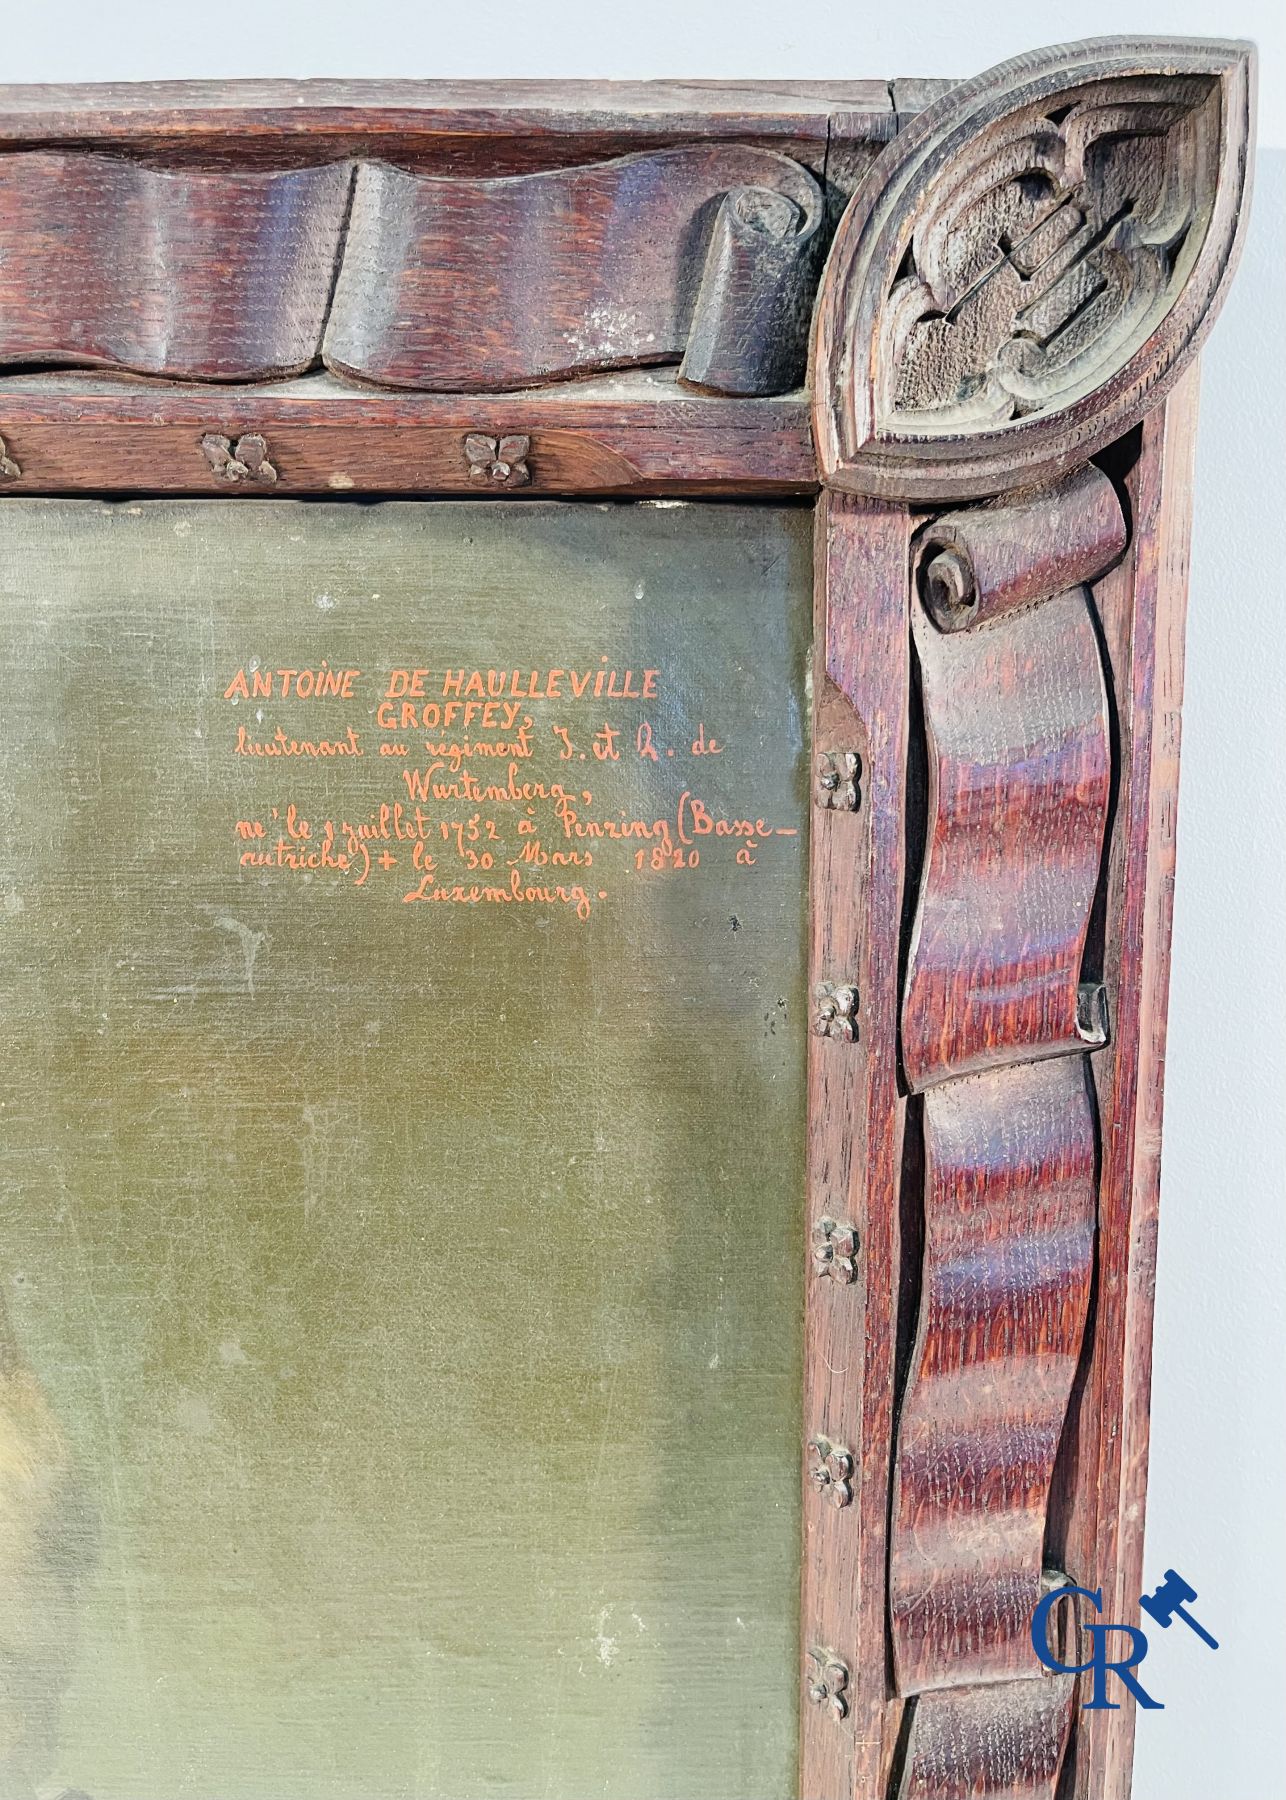 ANTOINE DE HAULLEVILLE
GROFFEY,
lieutenant au régiment I. et R. de
Wurtemberg,
né le 1 juillet 1752 à Penzing (Basse-
autriche) + le 30 Mars 1820 à
Luxembourg.
CR